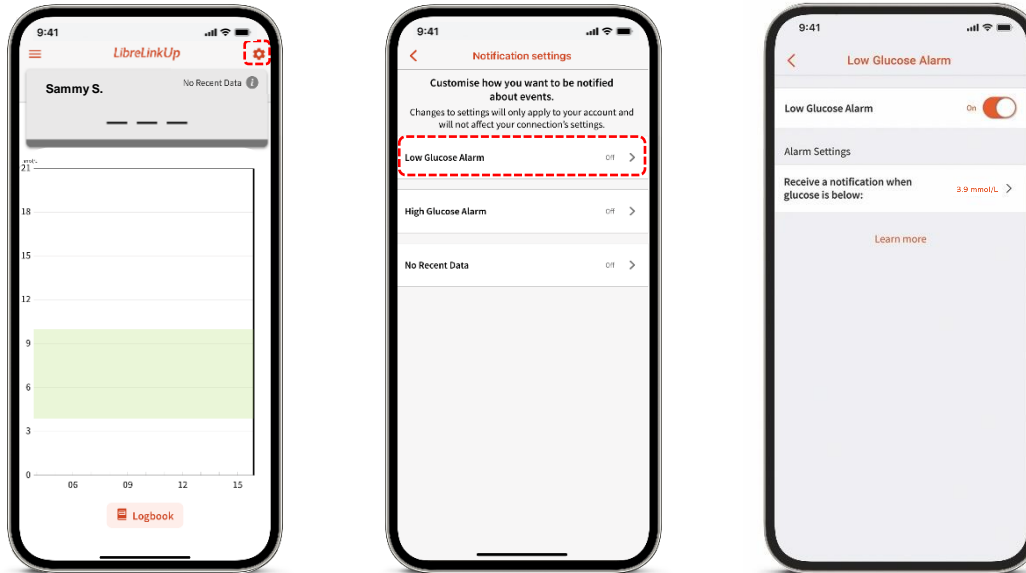 9:41
LibreLinkUp
Sammy S.
No Recent Data
mmol/L
21
18
15
12
9
6
3
0
06 09 12 15
Logbook
9:41
Notification settings
Customise how you want to be notified
about events.
Changes to settings will only apply to your account and
will not affect your connection's settings.
Low Glucose Alarm Off
High Glucose Alarm Off
No Recent Data Off
9:41
Low Glucose Alarm
Low Glucose Alarm On
Alarm Settings
Receive a notification when
glucose is below:
3.9 mmol/L
Learn more